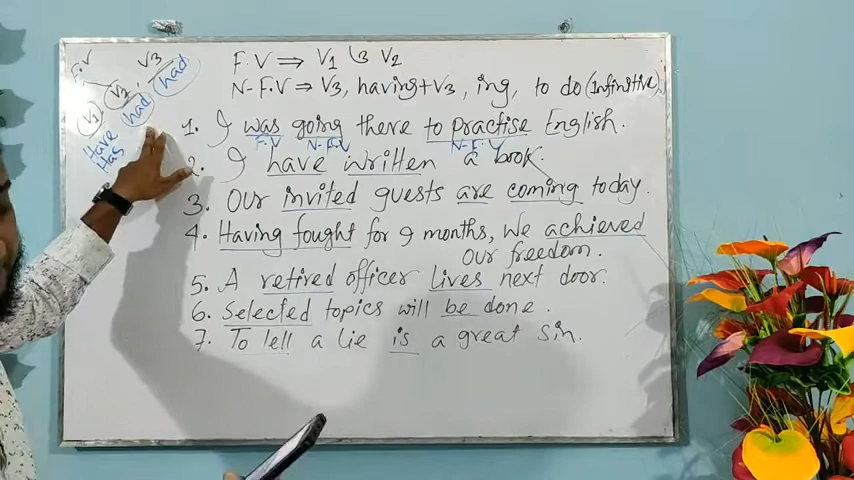 F.V
V3
had
V2,
V1
had
Have
Has
F.V ⇒ V1 ও V2
N-F.V ⇒ V3, having+V3, ing, to do (Infinitive).
1. I was going there to practise English.
F.V N-F.V N-F.V
2. I have written a book.
3. Our invited guests are coming today.
4. Having fought for 9 months, we achieved
our freedom.
5. A retired officer lives next door.
6. Selected topics will be done.
7. To tell a lie is a great sin.